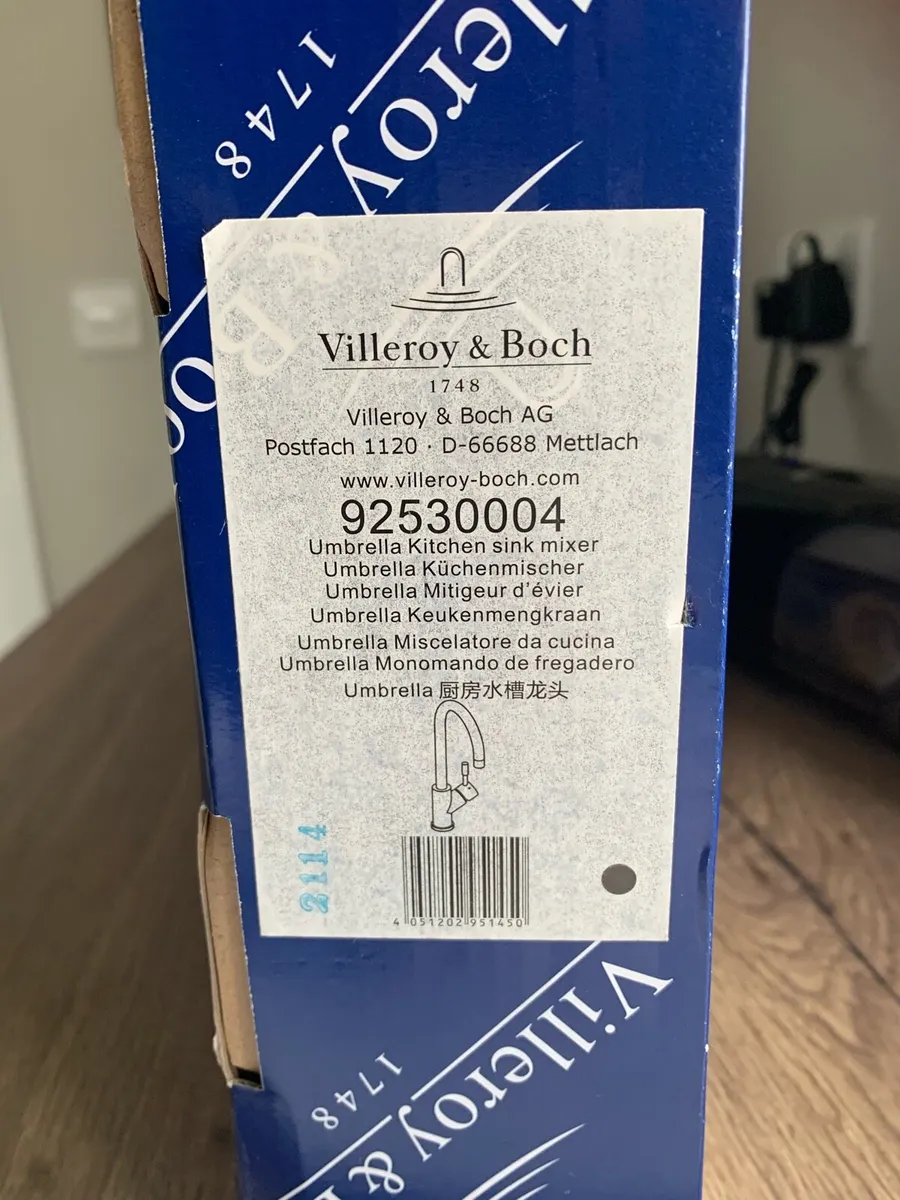 lleroy
1748
& B
Boc
Villeroy & Boch
1748
Villeroy & Boch AG
Postfach 1120 · D-66688 Mettlach
www.villeroy-boch.com
92530004
Umbrella Kitchen sink mixer
Umbrella Küchenmischer
Umbrella Mitigeur d'évier
Umbrella Keukenmengkraan
Umbrella Miscelatore da cucina
Umbrella Monomando de fregadero
Umbrella 厨房水槽龙头
2114
4 051202 951450
Villeroy &
1748